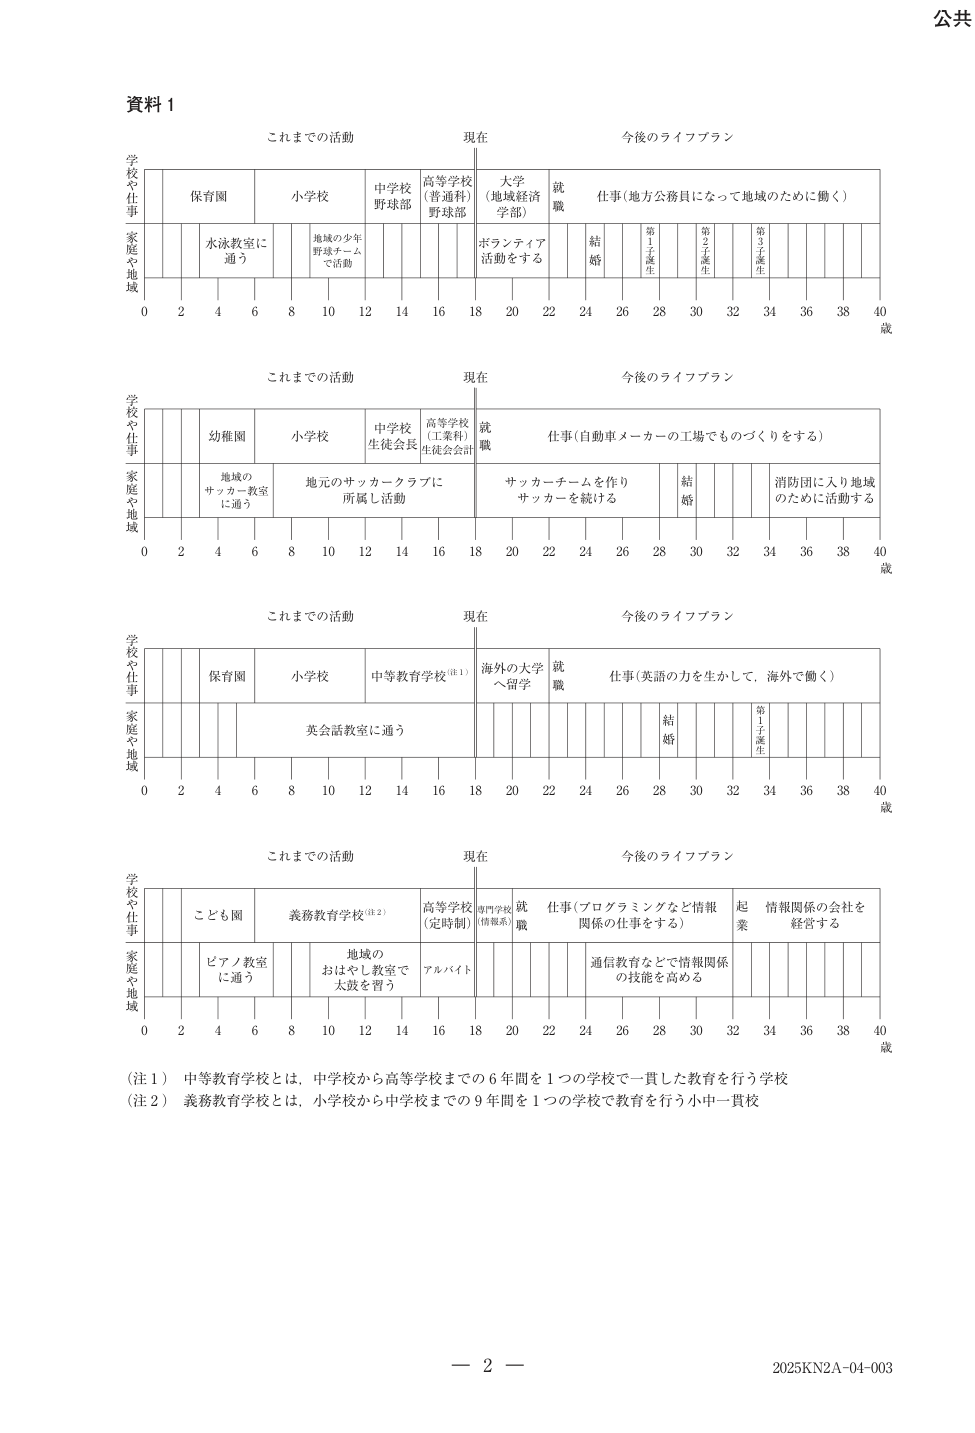 公共
資料1
これまでの活動 現在 今後のライフプラン
学校や仕事
保育園
小学校
中学校
野球部
高等学校
(普通科)
野球部
大学
(地域経済
学部)
就職
仕事(地方公務員になって地域のために働く)
家庭や地域
水泳教室に
通う
地域の少年
野球チーム
で活動
ボランティア
活動をする
結婚
第1子誕生
第2子誕生
第3子誕生
0 2 4 6 8 10 12 14 16 18 20 22 24 26 28 30 32 34 36 38 40
歳
これまでの活動 現在 今後のライフプラン
学校や仕事
幼稚園
小学校
中学校
生徒会長
高等学校
(工業科)
生徒会会計
就職
仕事(自動車メーカーの工場でものづくりをする)
家庭や地域
地域の
サッカー教室
に通う
地元のサッカークラブに
所属し活動
サッカーチームを作り
サッカーを続ける
結婚
消防団に入り地域
のために活動する
0 2 4 6 8 10 12 14 16 18 20 22 24 26 28 30 32 34 36 38 40
歳
これまでの活動 現在 今後のライフプラン
学校や仕事
保育園
小学校
中等教育学校(注1)
海外の大学
へ留学
就職
仕事(英語の力を生かして，海外で働く)
家庭や地域
英会話教室に通う
結婚
第1子誕生
0 2 4 6 8 10 12 14 16 18 20 22 24 26 28 30 32 34 36 38 40
歳
これまでの活動 現在 今後のライフプラン
学校や仕事
こども園
義務教育学校(注2)
高等学校
(定時制)
専門学校
(情報系)
就職
仕事(プログラミングなど情報
関係の仕事をする)
起業
情報関係の会社を
経営する
家庭や地域
ピアノ教室
に通う
地域の
おはやし教室で
太鼓を習う
アルバイト
通信教育などで情報関係
の技能を高める
0 2 4 6 8 10 12 14 16 18 20 22 24 26 28 30 32 34 36 38 40
歳
(注1) 中等教育学校とは，中学校から高等学校までの6年間を1つの学校で一貫した教育を行う学校
(注2) 義務教育学校とは，小学校から中学校までの9年間を1つの学校で教育を行う小中一貫校
— 2 —
2025KN2A-04-003